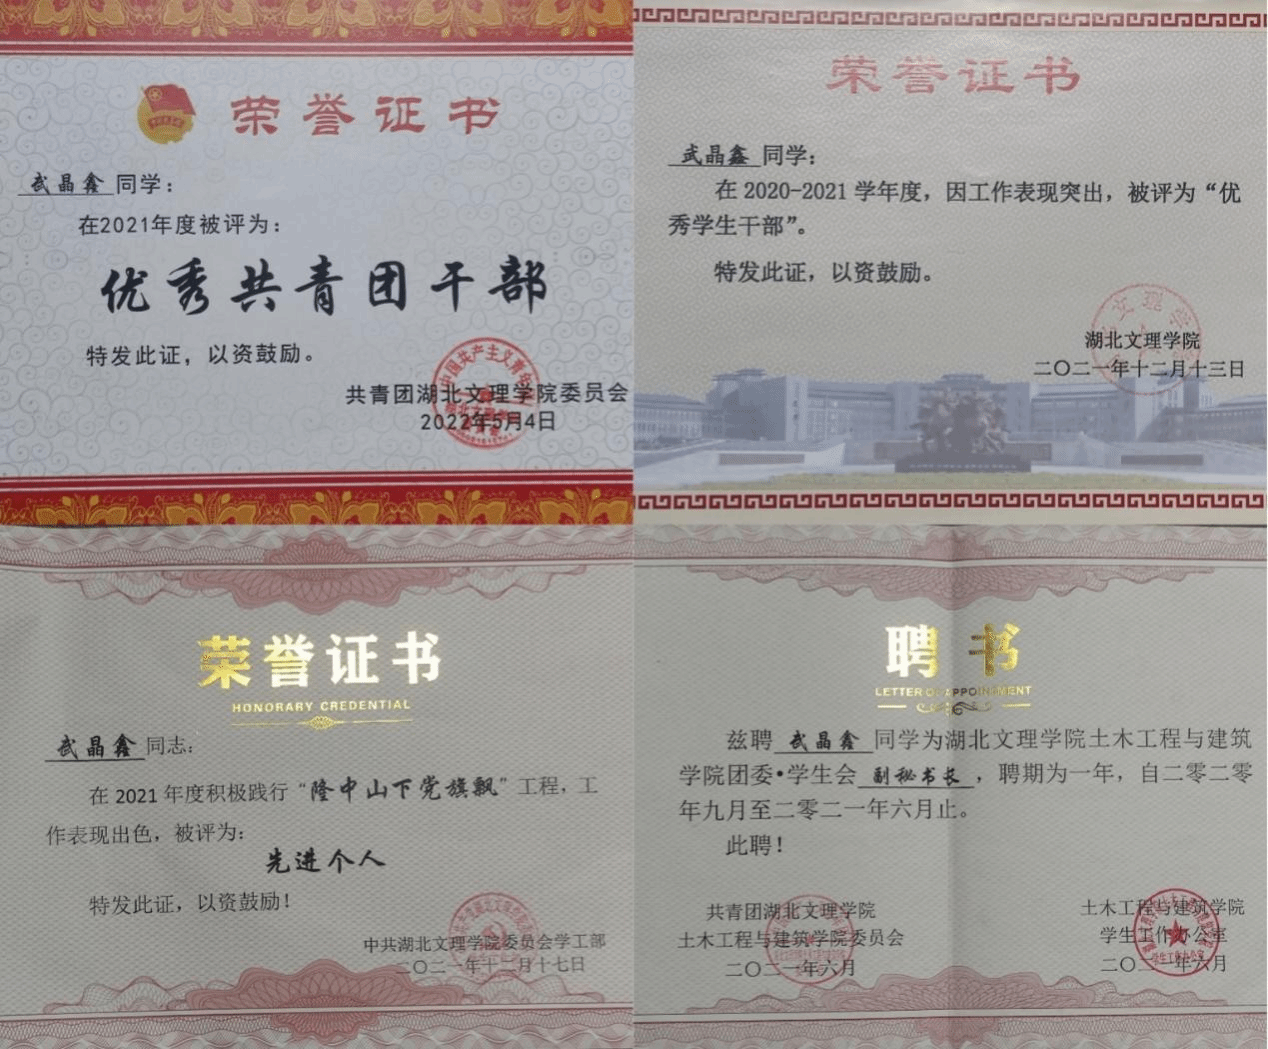 荣誉证书
武晶鑫同学：
在2021年度被评为：
优秀共青团干部
特发此证，以资鼓励。
共青团湖北文理学院委员会
2022年5月4日
荣誉证书
武晶鑫同学：
在 2020-2021 学年度，因工作表现突出，被评为“优
秀学生干部”。
特发此证，以资鼓励。
湖北文理学院
二〇二一年十二月十三日
荣誉证书
HONORARY CREDENTIAL
武晶鑫同志：
在 2021 年度积极践行“隆中山下党旗飘”工程，工
作表现出色，被评为：
先进个人
特发此证，以资鼓励！
中共湖北文理学院委员会学工部
二〇二一年十二月十七日
聘书
LETTER OF APPOINTMENT
兹聘武晶鑫同学为湖北文理学院土木工程与建筑
学院团委•学生会副秘书长，聘期为一年，自二零二零
年九月至二零二一年六月止。
此聘！
共青团湖北文理学院
土木工程与建筑学院委员会
二〇二一年六月
土木工程与建筑学院
学生工作办公室
二〇二一年六月